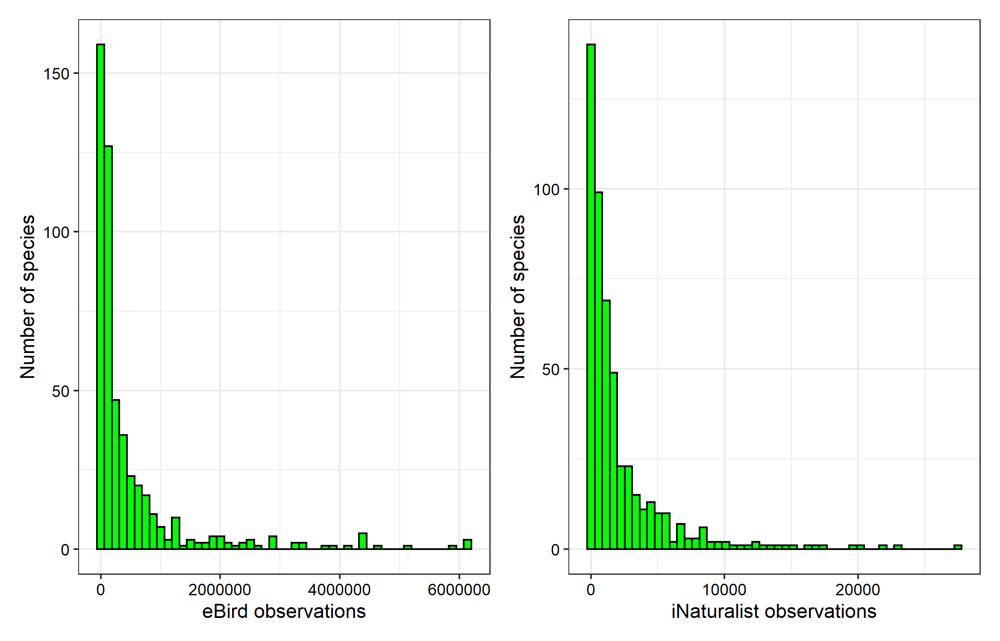 Number of species
150
100
50
0
0 2000000 4000000 6000000
eBird observations
Number of species
100
50
0
0 10000 20000
iNaturalist observations